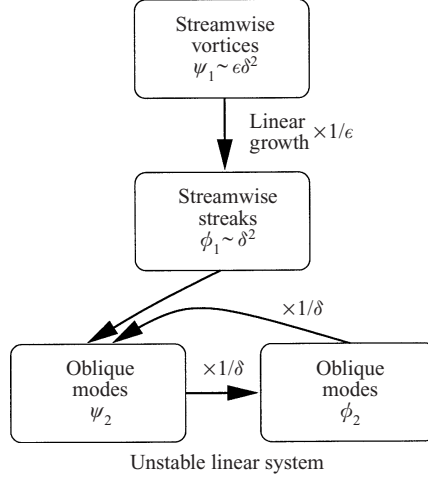 Streamwise
vortices
ψ₁ ~ ϵδ²
Linear
growth ×1/ϵ
Streamwise
streaks
ϕ₁ ~ δ²
×1/δ
Oblique
modes
ψ₂
×1/δ
Oblique
modes
ϕ₂
Unstable linear system